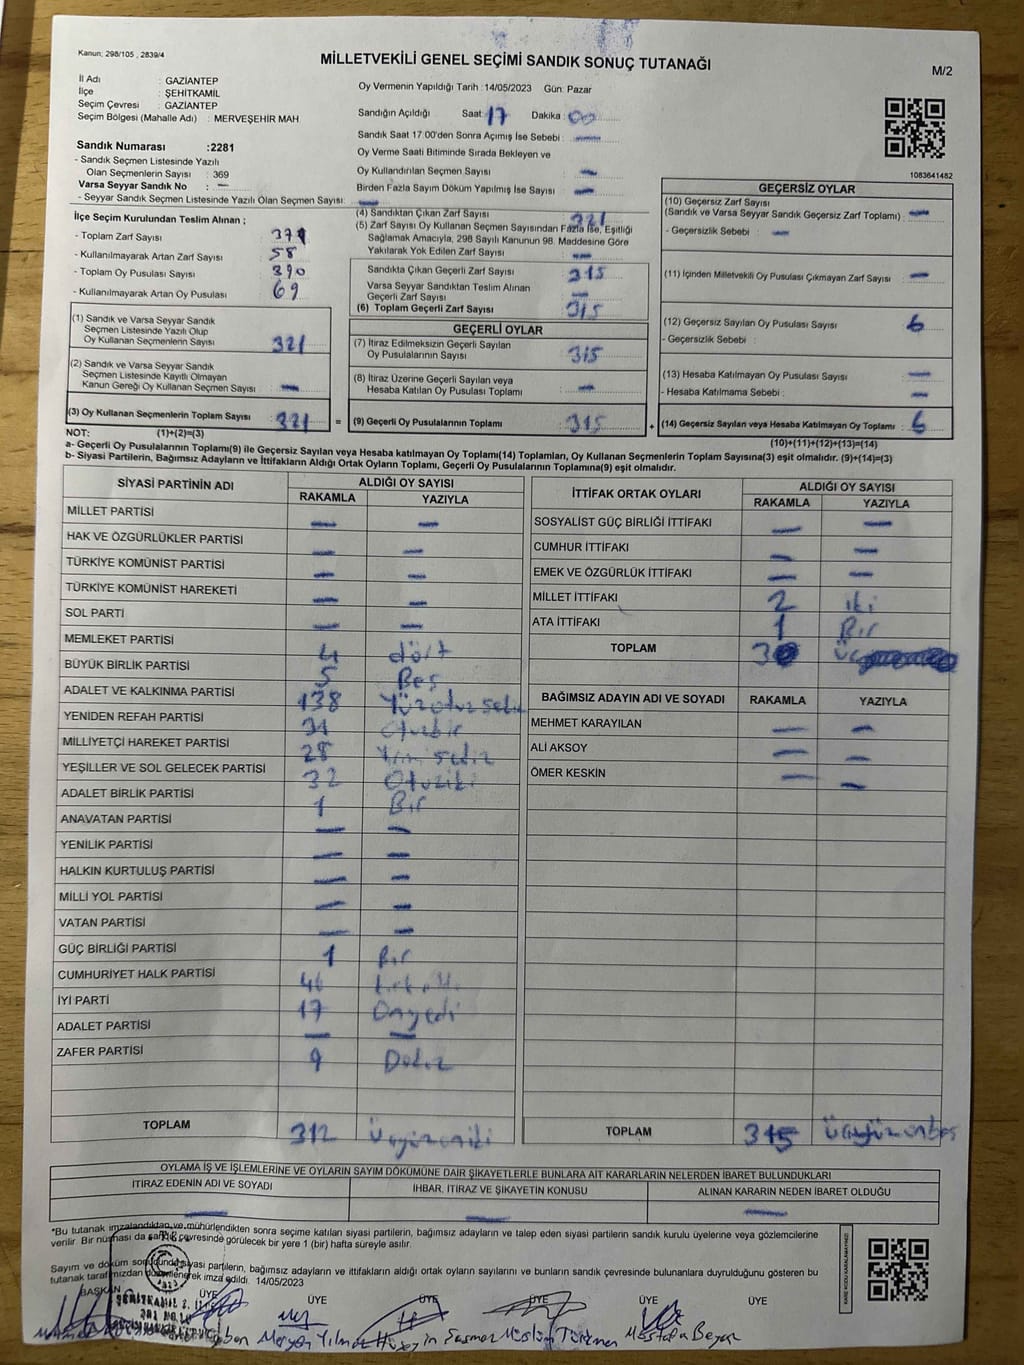 Kanun; 298/105 , 2839/4
MİLLETVEKİLİ GENEL SEÇİMİ SANDIK SONUÇ TUTANAĞI
M/2
İl Adı : GAZİANTEP
İlçe : ŞEHİTKAMİL
Seçim Çevresi : GAZİANTEP
Seçim Bölgesi (Mahalle Adı) : MERVEŞEHİR MAH
Sandık Numarası :2281
- Sandık Seçmen Listesinde Yazılı
Olan Seçmenlerin Sayısı : 369
Varsa Seyyar Sandık No : —
- Seyyar Sandık Seçmen Listesinde Yazılı Olan Seçmen Sayısı: —
Oy Vermenin Yapıldığı Tarih : 14/05/2023 Gün: Pazar
Sandığın Açıldığı Saat : 17 Dakika : 00
Sandık Saat 17:00'den Sonra Açımış İse Sebebi : —
Oy Verme Saati Bitiminde Sırada Bekleyen ve
Oy Kullandırılan Seçmen Sayısı : —
Birden Fazla Sayım Döküm Yapılmış İse Sayısı : —
1083641482
İlçe Seçim Kurulundan Teslim Alınan ;
- Toplam Zarf Sayısı : 379
- Kullanılmayarak Artan Zarf Sayısı : 58
- Toplam Oy Pusulası Sayısı : 390
- Kullanılmayarak Artan Oy Pusulası : 69
(4) Sandıktan Çıkan Zarf Sayısı : 321
(5) Zarf Sayısı Oy Kullanan Seçmen Sayısından Fazla İse, Eşitliği
Sağlamak Amacıyla, 298 Sayılı Kanunun 98. Maddesine Göre
Yakılarak Yok Edilen Zarf Sayısı : —
Sandıkta Çıkan Geçerli Zarf Sayısı : 315
Varsa Seyyar Sandıktan Teslim Alınan
Geçerli Zarf Sayısı : —
(6) Toplam Geçerli Zarf Sayısı : 315
GEÇERSİZ OYLAR
(10) Geçersiz Zarf Sayısı
(Sandık ve Varsa Seyyar Sandık Geçersiz Zarf Toplamı) : —
- Geçersizlik Sebebi : —
(11) İçinden Milletvekili Oy Pusulası Çıkmayan Zarf Sayısı : —
(12) Geçersiz Sayılan Oy Pusulası Sayısı : 6
- Geçersizlik Sebebi :
(13) Hesaba Katılmayan Oy Pusulası Sayısı : —
- Hesaba Katılmama Sebebi : —
(1) Sandık ve Varsa Seyyar Sandık
Seçmen Listesinde Yazılı Olup
Oy Kullanan Seçmenlerin Sayısı : 321
(2) Sandık ve Varsa Seyyar Sandık
Seçmen Listesinde Kayıtlı Olmayan
Kanun Gereği Oy Kullanan Seçmen Sayısı : —
GEÇERLİ OYLAR
(7) İtiraz Edilmeksizin Geçerli Sayılan
Oy Pusulalarının Sayısı : 315
(8) İtiraz Üzerine Geçerli Sayılan veya
Hesaba Katılan Oy Pusulası Toplamı : —
(3) Oy Kullanan Seçmenlerin Toplam Sayısı : 321 = (9) Geçerli Oy Pusulalarının Toplamı : 315 + (14) Geçersiz Sayılan veya Hesaba Katılmayan Oy Toplamı : 6
NOT: (1)+(2)=(3) (10)+(11)+(12)+(13)=(14)
a- Geçerli Oy Pusulalarının Toplamı(9) ile Geçersiz Sayılan veya Hesaba katılmayan Oy Toplamı(14) Toplamları, Oy Kullanan Seçmenlerin Toplam Sayısına(3) eşit olmalıdır. (9)+(14)=(3)
b- Siyasi Partilerin, Bağımsız Adayların ve İttifakların Aldığı Ortak Oyların Toplamı, Geçerli Oy Pusulalarının Toplamına(9) eşit olmalıdır.
SİYASİ PARTİNİN ADI ALDIĞI OY SAYISI
RAKAMLA YAZIYLA
MİLLET PARTİSİ — —
HAK VE ÖZGÜRLÜKLER PARTİSİ — —
TÜRKİYE KOMÜNİST PARTİSİ — —
TÜRKİYE KOMÜNİST HAREKETİ — —
SOL PARTİ — —
MEMLEKET PARTİSİ 4 dört
BÜYÜK BİRLİK PARTİSİ 5 Beş
ADALET VE KALKINMA PARTİSİ 138 Yüzotuzsekiz
YENİDEN REFAH PARTİSİ 31 Otuzbir
MİLLİYETÇİ HAREKET PARTİSİ 28 Yirmi sekiz
YEŞİLLER VE SOL GELECEK PARTİSİ 32 Otuziki
ADALET BİRLİK PARTİSİ 1 Bir
ANAVATAN PARTİSİ — —
YENİLİK PARTİSİ — —
HALKIN KURTULUŞ PARTİSİ — —
MİLLİ YOL PARTİSİ — —
VATAN PARTİSİ — —
GÜÇ BİRLİĞİ PARTİSİ 1 Bir
CUMHURİYET HALK PARTİSİ 46 kırkaltı
İYİ PARTİ 17 Onyedi
ADALET PARTİSİ — —
ZAFER PARTİSİ 9 Dokuz
TOPLAM 312 Üçyüzoniki
İTTİFAK ORTAK OYLARI ALDIĞI OY SAYISI
RAKAMLA YAZIYLA
SOSYALİST GÜÇ BİRLİĞİ İTTİFAKI — —
CUMHUR İTTİFAKI — —
EMEK VE ÖZGÜRLÜK İTTİFAKI — —
MİLLET İTTİFAKI 2 iki
ATA İTTİFAKI 1 Bir
TOPLAM 3 Üç
BAĞIMSIZ ADAYIN ADI VE SOYADI RAKAMLA YAZIYLA
MEHMET KARAYILAN — —
ALİ AKSOY — —
ÖMER KESKİN — —
TOPLAM 315 Üçyüzonbeş
OYLAMA İŞ VE İŞLEMLERİNE VE OYLARIN SAYIM DÖKÜMÜNE DAİR ŞİKAYETLERLE BUNLARA AİT KARARLARIN NELERDEN İBARET BULUNDUKLARI
İTİRAZ EDENİN ADI VE SOYADI İHBAR, İTİRAZ VE ŞİKAYETİN KONUSU ALINAN KARARIN NEDEN İBARET OLDUĞU
— — —
*Bu tutanak imzalandıktan ve mühürlendikten sonra seçime katılan siyasi partilerin, bağımsız adayların ve talep eden siyasi partilerin sandık kurulu üyelerine veya gözlemcilerine
verilir. Bir nüshası da sandık çevresinde görülecek bir yere 1 (bir) hafta süreyle asılır.
Sayım ve döküm sonucunda siyasi partilerin, bağımsız adayların ve ittifakların aldığı ortak oyların sayılarını ve bunların sandık çevresinde bulunanlara duyrulduğunu gösteren bu
tutanak tarafımızdan düzenlenerek imza edildi. 14/05/2023
BAŞKAN ÜYE ÜYE ÜYE ÜYE ÜYE ÜYE
T.C.
ŞEHİTKAMİL 2. İLÇE
Meryem Yılmaz Hüseyin Müslüm Türkmen Mustafa